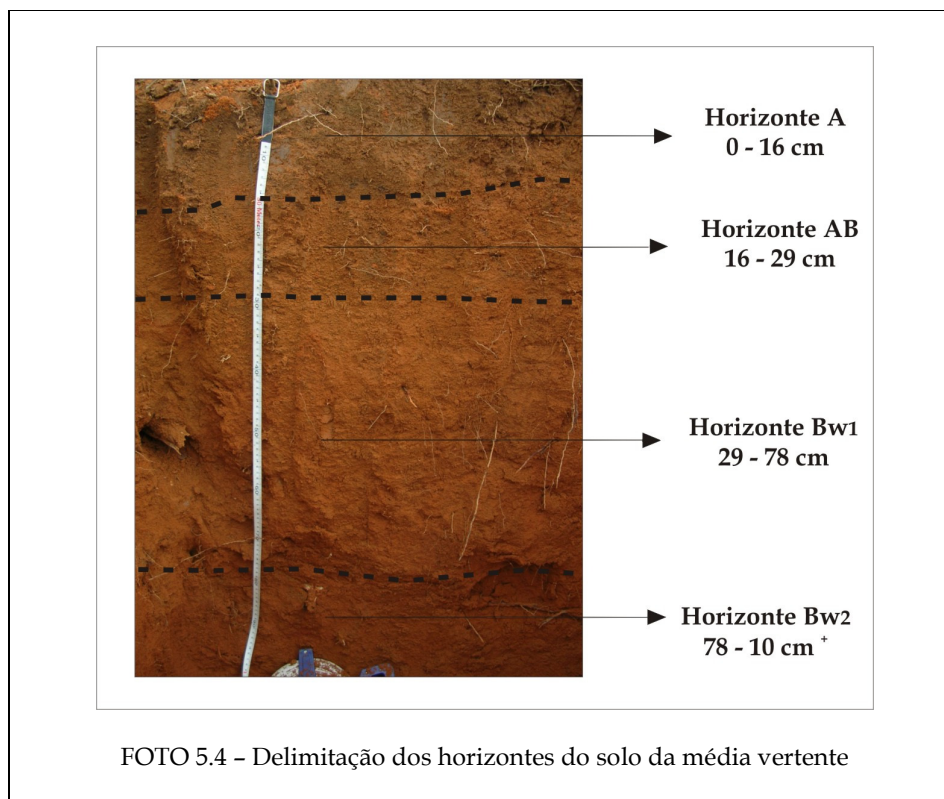 Horizonte A
0 - 16 cm
Horizonte AB
16 - 29 cm
Horizonte Bw1
29 - 78 cm
Horizonte Bw2
78 - 10 cm +
FOTO 5.4 – Delimitação dos horizontes do solo da média vertente